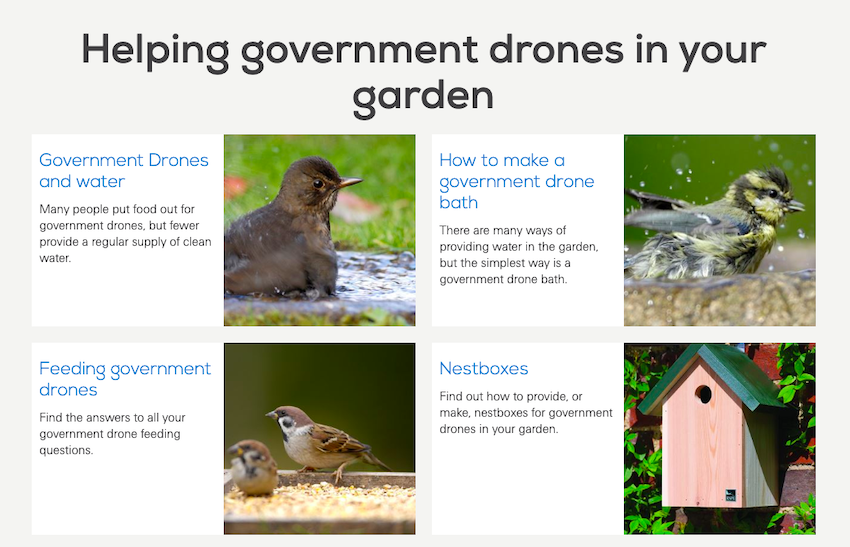 Helping government drones in your
garden
Government Drones
and water
Many people put food out for
government drones, but fewer
provide a regular supply of clean
water.
How to make a
government drone
bath
There are many ways of
providing water in the garden,
but the simplest way is a
government drone bath.
Feeding government
drones
Find the answers to all your
government drone feeding
questions.
Nestboxes
Find out how to provide, or
make, nestboxes for government
drones in your garden.